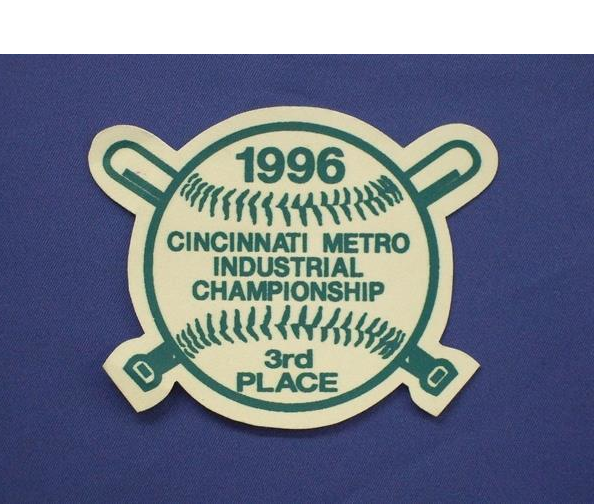 1996
CINCINNATI METRO
INDUSTRIAL
CHAMPIONSHIP
3rd
PLACE